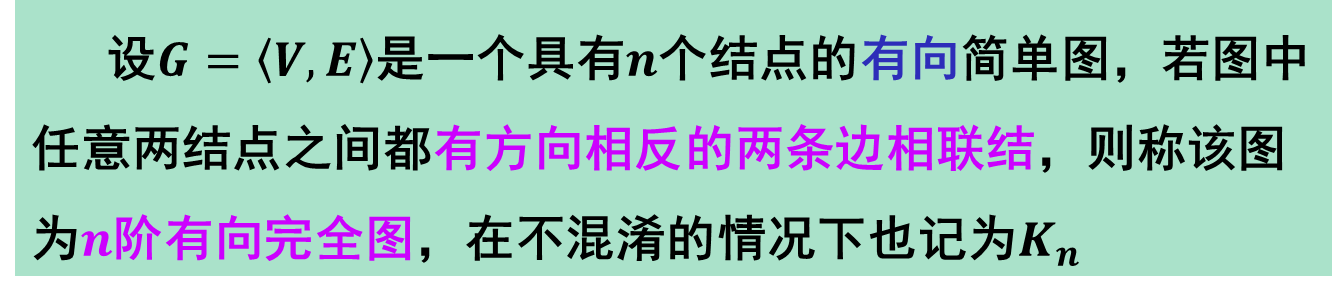 设G = ⟨V, E⟩是一个具有n个结点的有向简单图，若图中
任意两结点之间都有方向相反的两条边相联结，则称该图
为n阶有向完全图，在不混淆的情况下也记为Kₙ